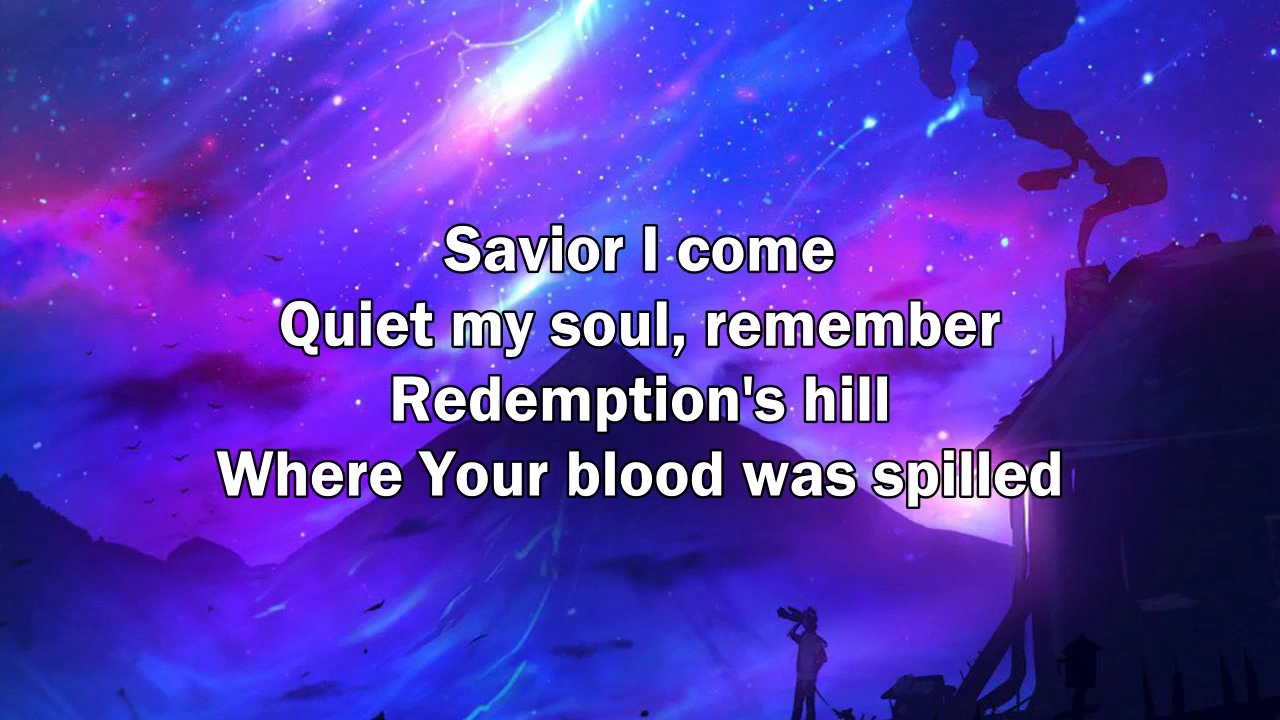 Savior I come
Quiet my soul, remember
Redemption's hill
Where Your blood was spilled